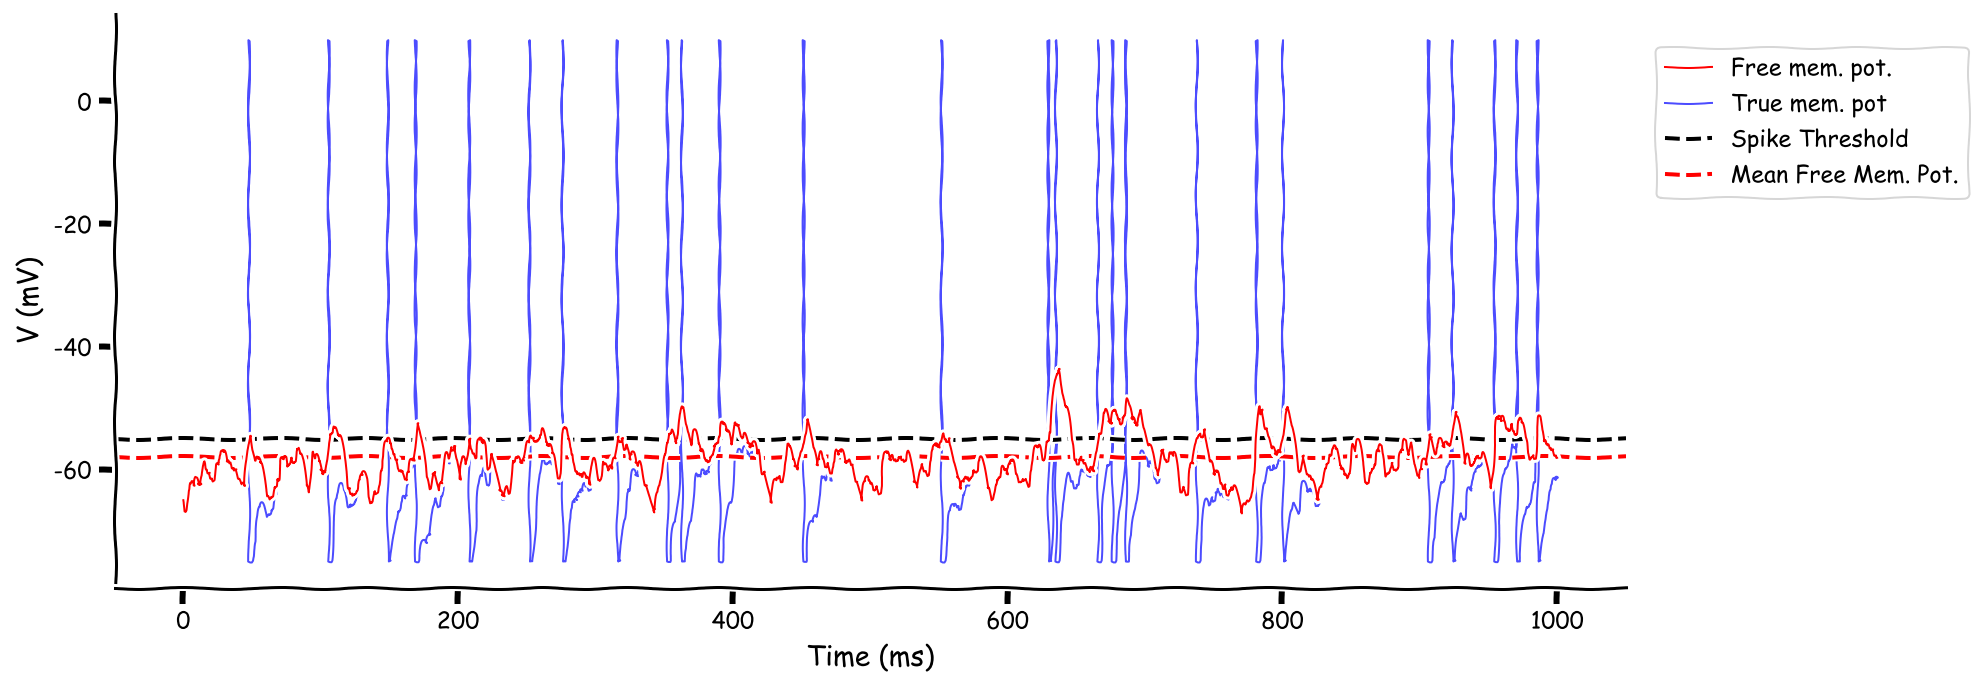 0
-20
-40
-60
V (mV)
0
200
400
600
800
1000
Time (ms)
Free mem. pot.
True mem. pot
Spike Threshold
Mean Free Mem. Pot.